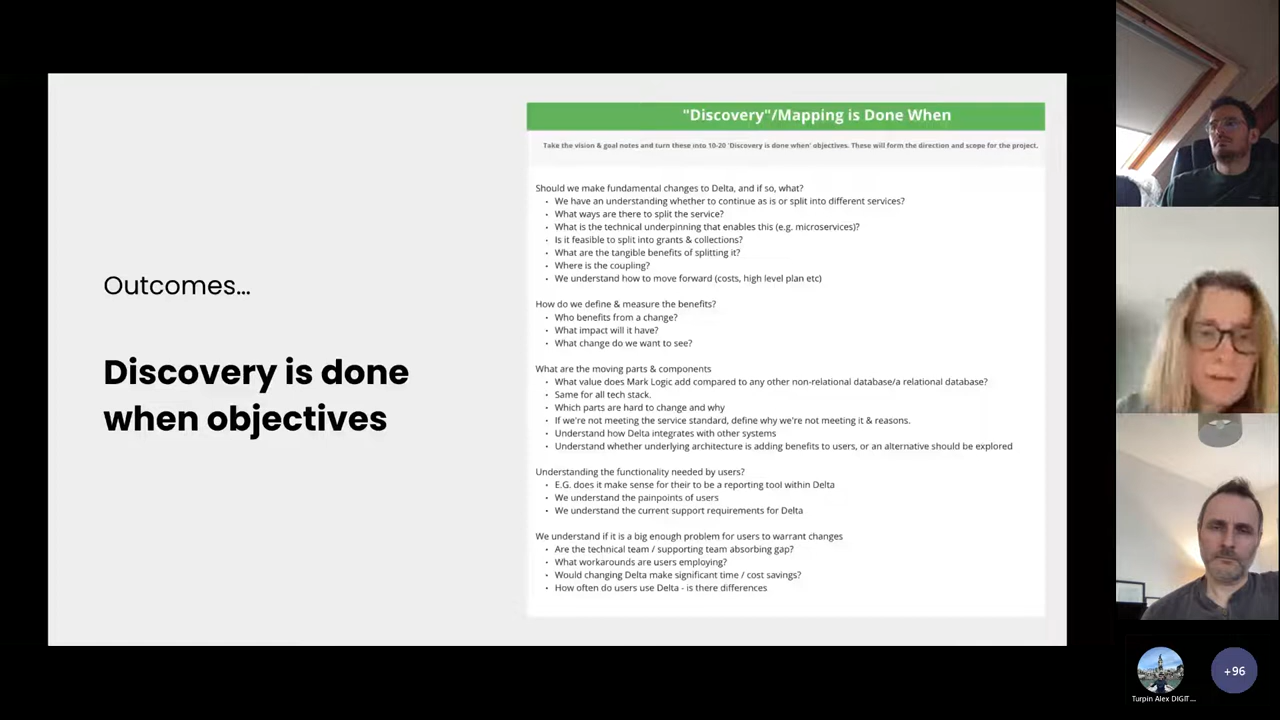 Outcomes...
Discovery is done
when objectives
"Discovery"/Mapping is Done When
Take the vision & goal notes and turn these into 10-20 'Discovery is done when' objectives. These will form the direction and scope for the project.
Should we make fundamental changes to Delta, and if so, what?
• We have an understanding whether to continue as is or split into different services?
• What ways are there to split the service?
• What is the technical underpinning that enables this (e.g. microservices)?
• Is it feasible to split into grants & collections?
• What are the tangible benefits of splitting it?
• Where is the coupling?
• We understand how to move forward (costs, high level plan etc)
How do we define & measure the benefits?
• Who benefits from a change?
• What impact will it have?
• What change do we want to see?
What are the moving parts & components
• What value does Mark Logic add compared to any other non-relational database/a relational database?
• Same for all tech stack.
• Which parts are hard to change and why
• If we're not meeting the service standard, define why we're not meeting it & reasons.
• Understand how Delta integrates with other systems
• Understand whether underlying architecture is adding benefits to users, or an alternative should be explored
Understanding the functionality needed by users?
• E.G. does it make sense for their to be a reporting tool within Delta
• We understand the painpoints of users
• We understand the current support requirements for Delta
We understand if it is a big enough problem for users to warrant changes
• Are the technical team / supporting team absorbing gap?
• What workarounds are users employing?
• Would changing Delta make significant time / cost savings?
• How often do users use Delta - is there differences
Turpin Alex DIGIT...
+96